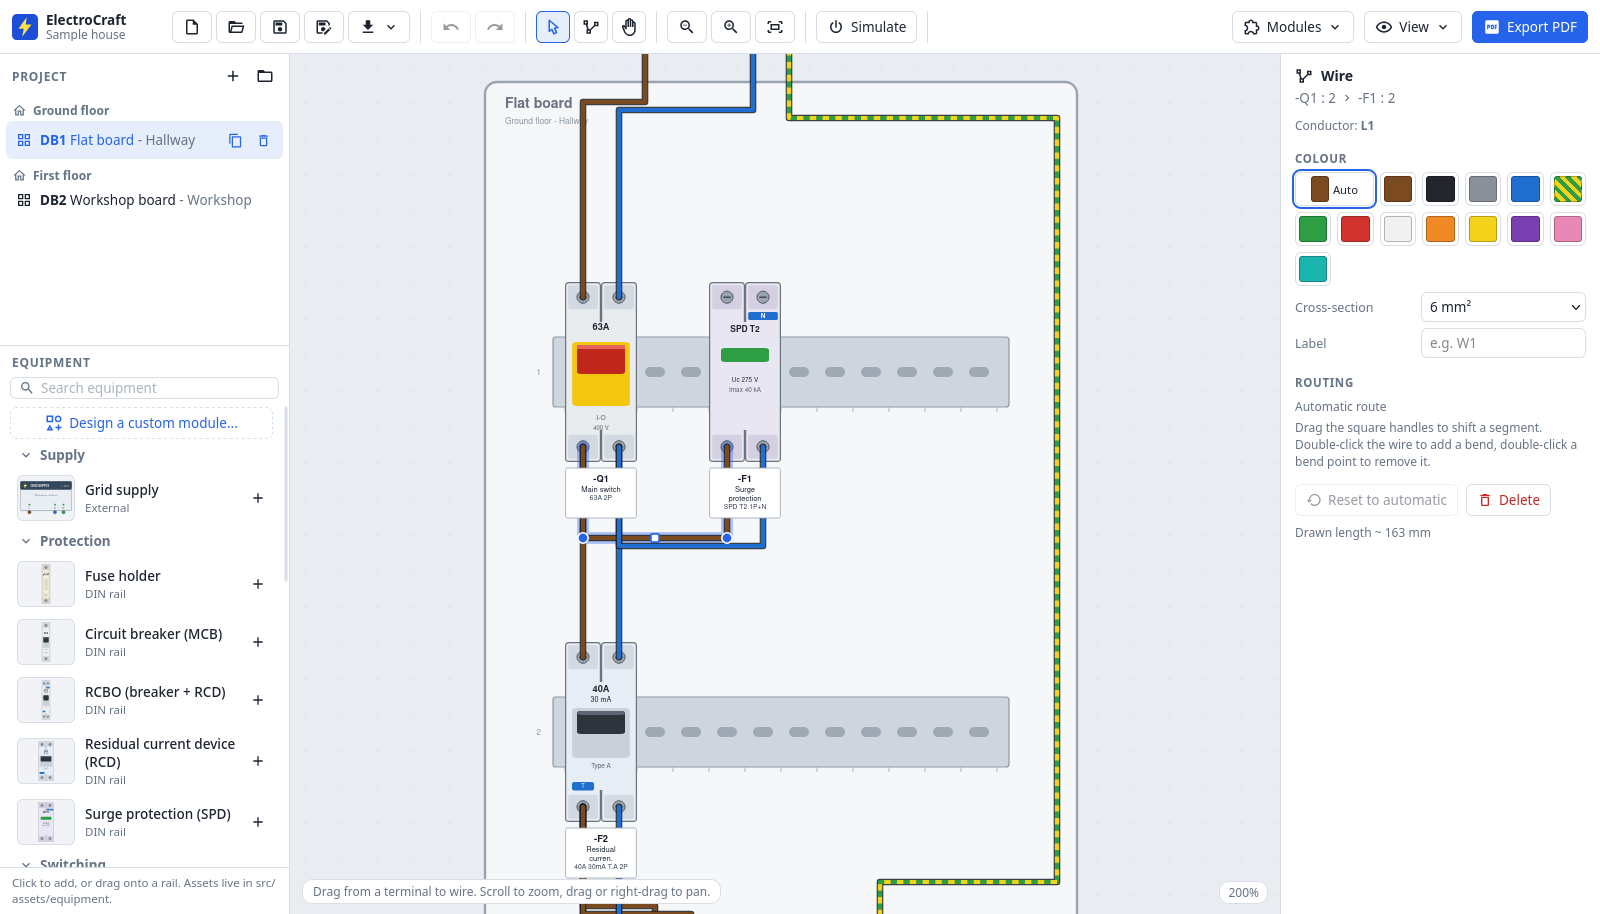 ElectroCraft
Sample house
Simulate
Modules
View
PDF
Export PDF
PROJECT
Ground floor
DB1 Flat board - Hallway
First floor
DB2 Workshop board - Workshop
EQUIPMENT
Search equipment
Design a custom module...
Supply
Grid supply
External
Protection
Fuse holder
DIN rail
Circuit breaker (MCB)
DIN rail
RCBO (breaker + RCD)
DIN rail
Residual current device
(RCD)
DIN rail
Surge protection (SPD)
DIN rail
Switching
Click to add, or drag onto a rail. Assets live in src/
assets/equipment.
Flat board
Ground floor - Hallway
1
63A
I-O
400 V
N
SPD T2
Uc 275 V
Imax 40 kA
-Q1
Main switch
63A 2P
-F1
Surge
protection
SPD T2 1P+N
2
40A
30 mA
Type A
T
-F2
Residual
curren.
40A 30mA T.A 2P
Drag from a terminal to wire. Scroll to zoom, drag or right-drag to pan.
200%
Wire
-Q1 : 2 > -F1 : 2
Conductor: L1
COLOUR
Auto
Cross-section
6 mm²
Label
e.g. W1
ROUTING
Automatic route
Drag the square handles to shift a segment.
Double-click the wire to add a bend, double-click a
bend point to remove it.
Reset to automatic
Delete
Drawn length ~ 163 mm